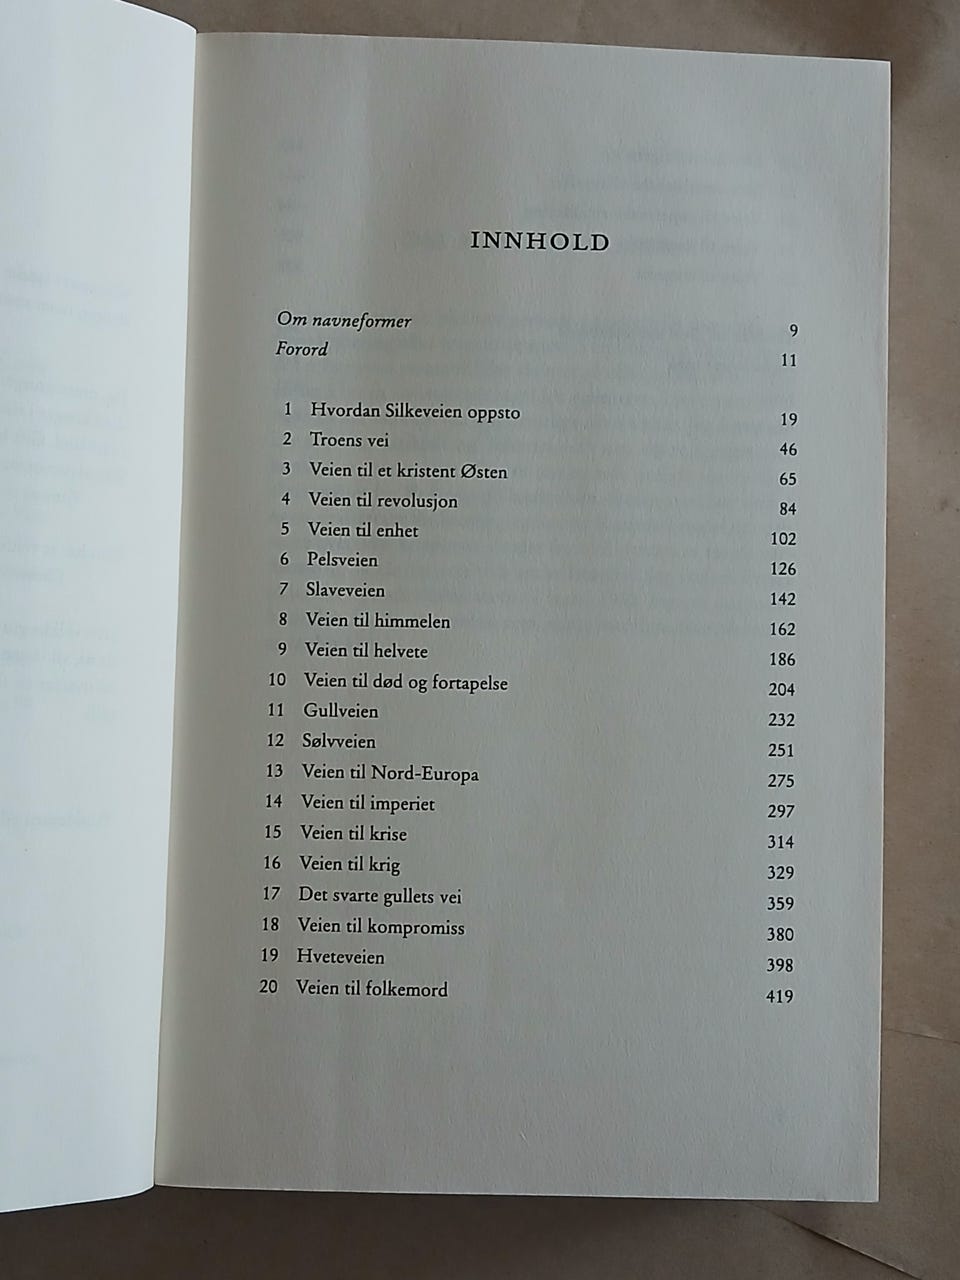 INNHOLD
Om navneformer 9
Forord 11
1 Hvordan Silkeveien oppsto 19
2 Troens vei 46
3 Veien til et kristent Østen 65
4 Veien til revolusjon 84
5 Veien til enhet 102
6 Pelsveien 126
7 Slaveveien 142
8 Veien til himmelen 162
9 Veien til helvete 186
10 Veien til død og fortapelse 204
11 Gullveien 232
12 Sølvveien 251
13 Veien til Nord-Europa 275
14 Veien til imperiet 297
15 Veien til krise 314
16 Veien til krig 329
17 Det svarte gullets vei 359
18 Veien til kompromiss 380
19 Hveteveien 398
20 Veien til folkemord 419